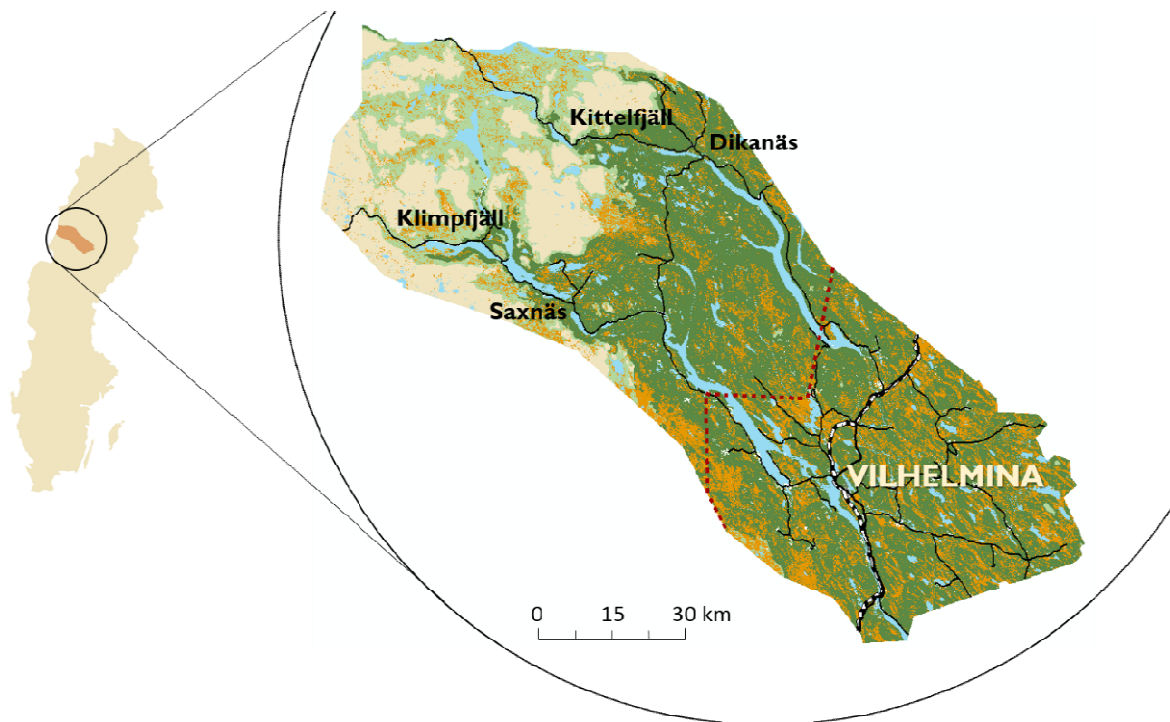 Kittelfjäll
Dikanäs
Klimpfjäll
Saxnäs
VILHELMINA
0 15 30 km